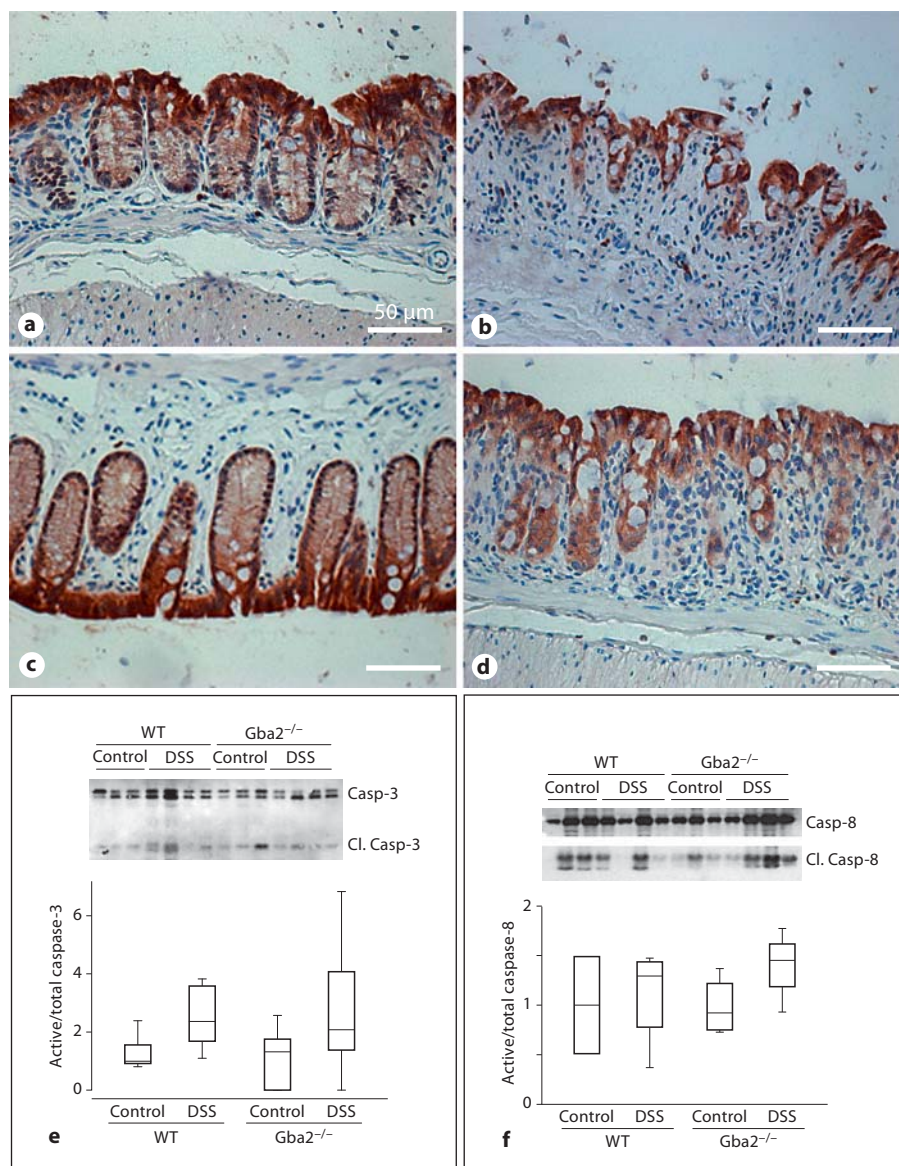 50 µm
a
b
c
d
WT Gba2–/–
Control DSS Control DSS
Casp-3
Cl. Casp-3
Active/total caspase-3
6
4
2
0
Control DSS Control DSS
WT Gba2–/–
e
WT Gba2–/–
Control DSS Control DSS
Casp-8
Cl. Casp-8
Active/total caspase-8
2
1
0
Control DSS Control DSS
WT Gba2–/–
f